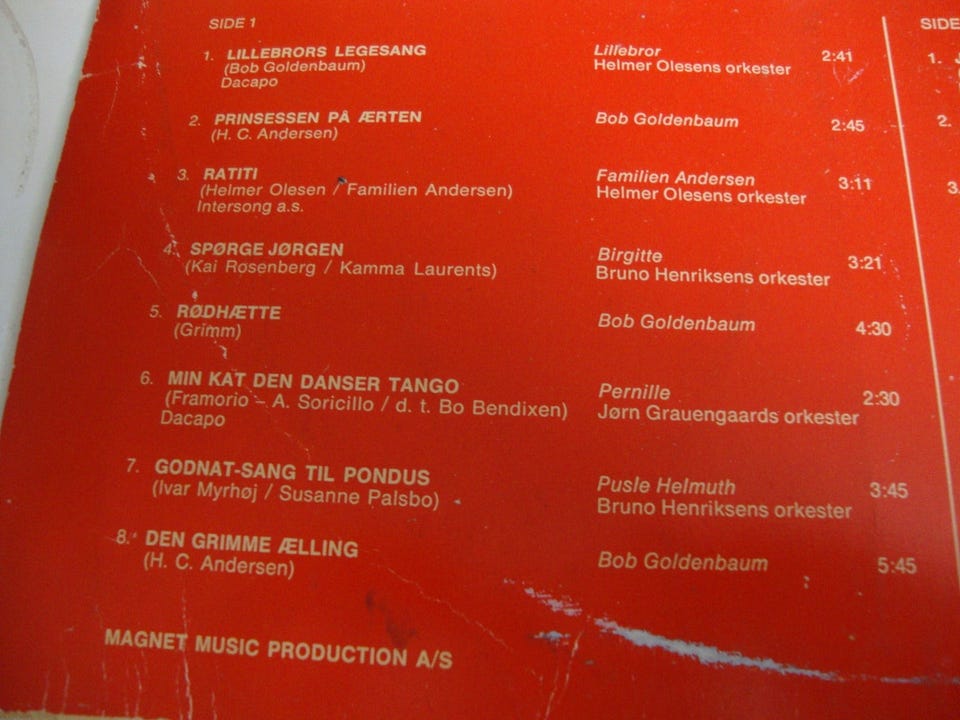 SIDE 1
1. LILLEBRORS LEGESANG Lillebror 2:41
(Bob Goldenbaum) Helmer Olesens orkester
Dacapo
2. PRINSESSEN PÅ ÆRTEN Bob Goldenbaum 2:45
(H. C. Andersen)
3. RATITI Familien Andersen 3:11
(Helmer Olesen / Familien Andersen) Helmer Olesens orkester
Intersong a.s.
4. SPØRGE JØRGEN Birgitte 3:21
(Kai Rosenberg / Kamma Laurents) Bruno Henriksens orkester
5. RØDHÆTTE Bob Goldenbaum 4:30
(Grimm)
6. MIN KAT DEN DANSER TANGO Pernille 2:30
(Framorio – A. Soricillo / d. t. Bo Bendixen) Jørn Grauengaards orkester
Dacapo
7. GODNAT-SANG TIL PONDUS Pusle Helmuth 3:45
(Ivar Myrhøj / Susanne Palsbo) Bruno Henriksens orkester
8. DEN GRIMME ÆLLING Bob Goldenbaum 5:45
(H. C. Andersen)
MAGNET MUSIC PRODUCTION A/S
SIDE
1.
2.
3.